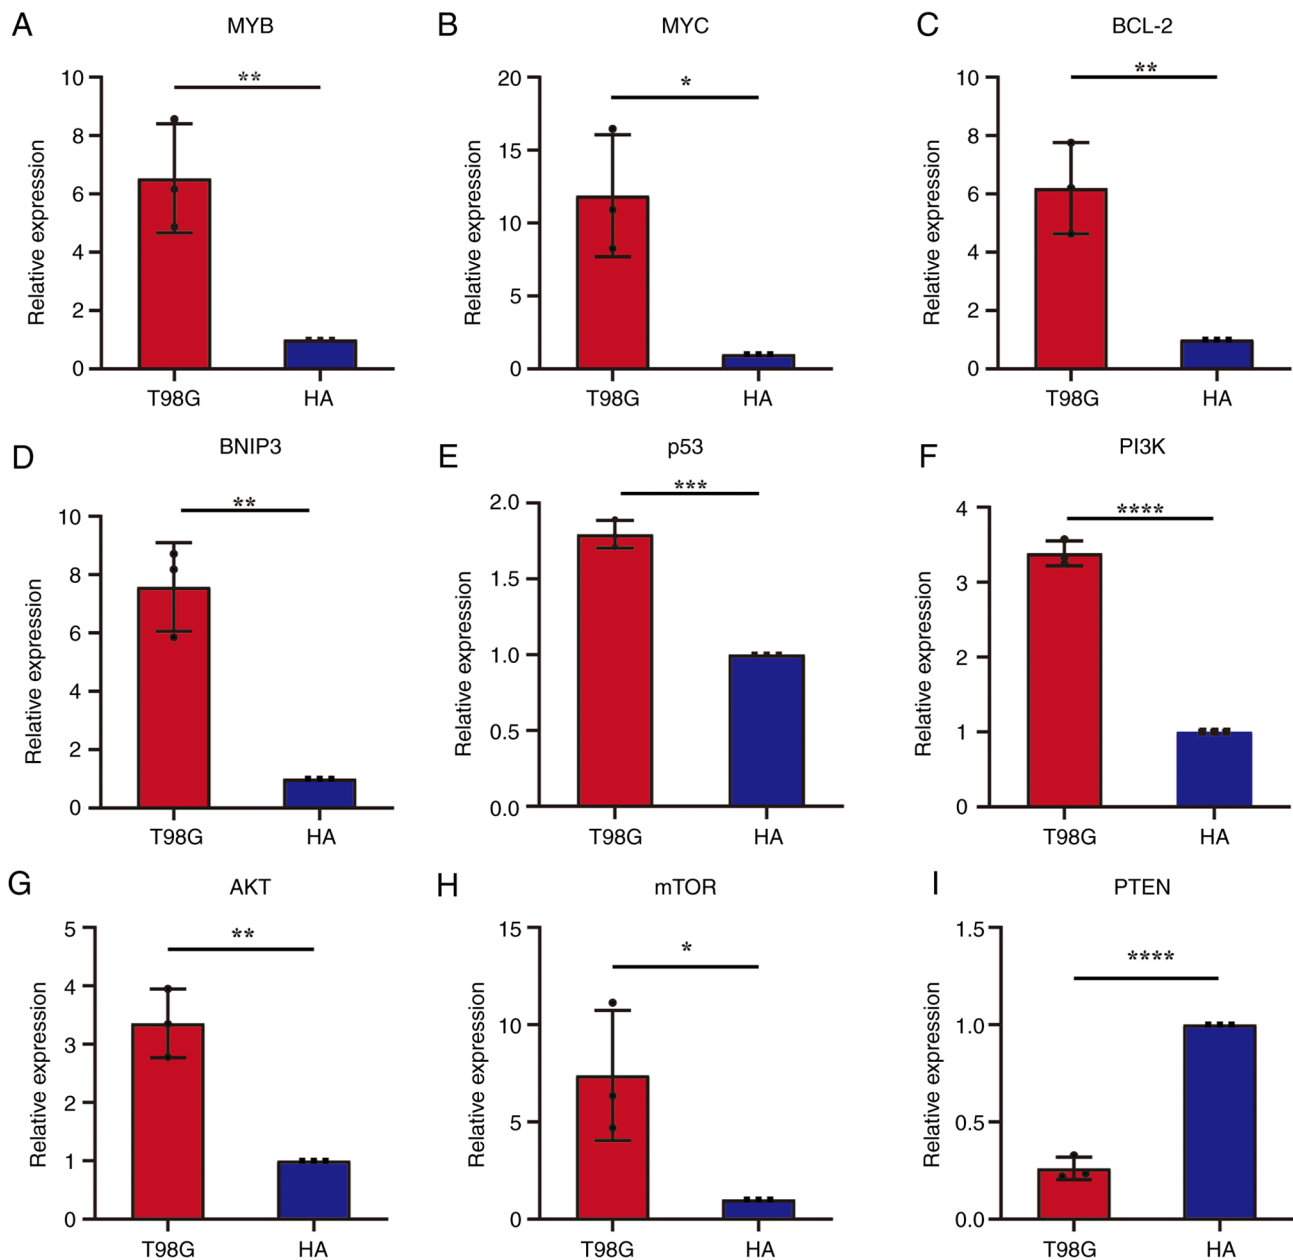 A MYB
**
Relative expression
10
8
6
4
2
0
T98G HA
B MYC
*
Relative expression
20
15
10
5
0
T98G HA
C BCL-2
**
Relative expression
10
8
6
4
2
0
T98G HA
D BNIP3
**
Relative expression
10
8
6
4
2
0
T98G HA
E p53
***
Relative expression
2.0
1.5
1.0
0.5
0.0
T98G HA
F PI3K
****
Relative expression
4
3
2
1
0
T98G HA
G AKT
**
Relative expression
5
4
3
2
1
0
T98G HA
H mTOR
*
Relative expression
15
10
5
0
T98G HA
I PTEN
****
Relative expression
1.5
1.0
0.5
0.0
T98G HA